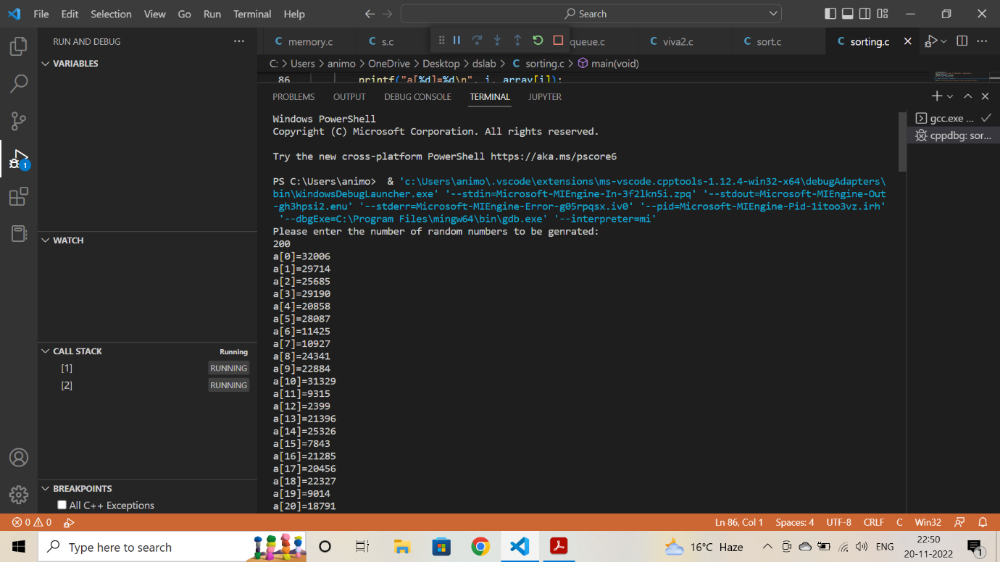 File Edit Selection View Go Run Terminal Help
Search
RUN AND DEBUG
memory.c s.c queue.c viva2.c sort.c sorting.c
C: > Users > animo > OneDrive > Desktop > dslab > C sorting.c > main(void)
86 printf("a[%d]=%d\n", i, array[i]);
VARIABLES
WATCH
CALL STACK Running
[1] RUNNING
[2] RUNNING
BREAKPOINTS
All C++ Exceptions
1
PROBLEMS OUTPUT DEBUG CONSOLE TERMINAL JUPYTER
gcc.exe ...
cppdbg: sor...
Windows PowerShell
Copyright (C) Microsoft Corporation. All rights reserved.
Try the new cross-platform PowerShell https://aka.ms/pscore6
PS C:\Users\animo>  & 'c:\Users\animo\.vscode\extensions\ms-vscode.cpptools-1.12.4-win32-x64\debugAdapters\
bin\WindowsDebugLauncher.exe' '--stdin=Microsoft-MIEngine-In-3f2lkn5i.zpq' '--stdout=Microsoft-MIEngine-Out
-gh3hpsi2.enu' '--stderr=Microsoft-MIEngine-Error-g05rpqsx.iv0' '--pid=Microsoft-MIEngine-Pid-1itoo3vz.irh'
'--dbgExe=C:\Program Files\mingw64\bin\gdb.exe' '--interpreter=mi'
Please enter the number of random numbers to be genrated:
200
a[0]=32006
a[1]=29714
a[2]=25685
a[3]=29190
a[4]=20858
a[5]=28087
a[6]=11425
a[7]=10927
a[8]=24341
a[9]=22884
a[10]=31329
a[11]=9315
a[12]=2399
a[13]=21396
a[14]=25326
a[15]=7843
a[16]=21285
a[17]=20456
a[18]=22327
a[19]=9014
a[20]=18791
0 0 Ln 86, Col 1 Spaces: 4 UTF-8 CRLF C Win32
Type here to search
16°C Haze ENG
22:50
20-11-2022
1